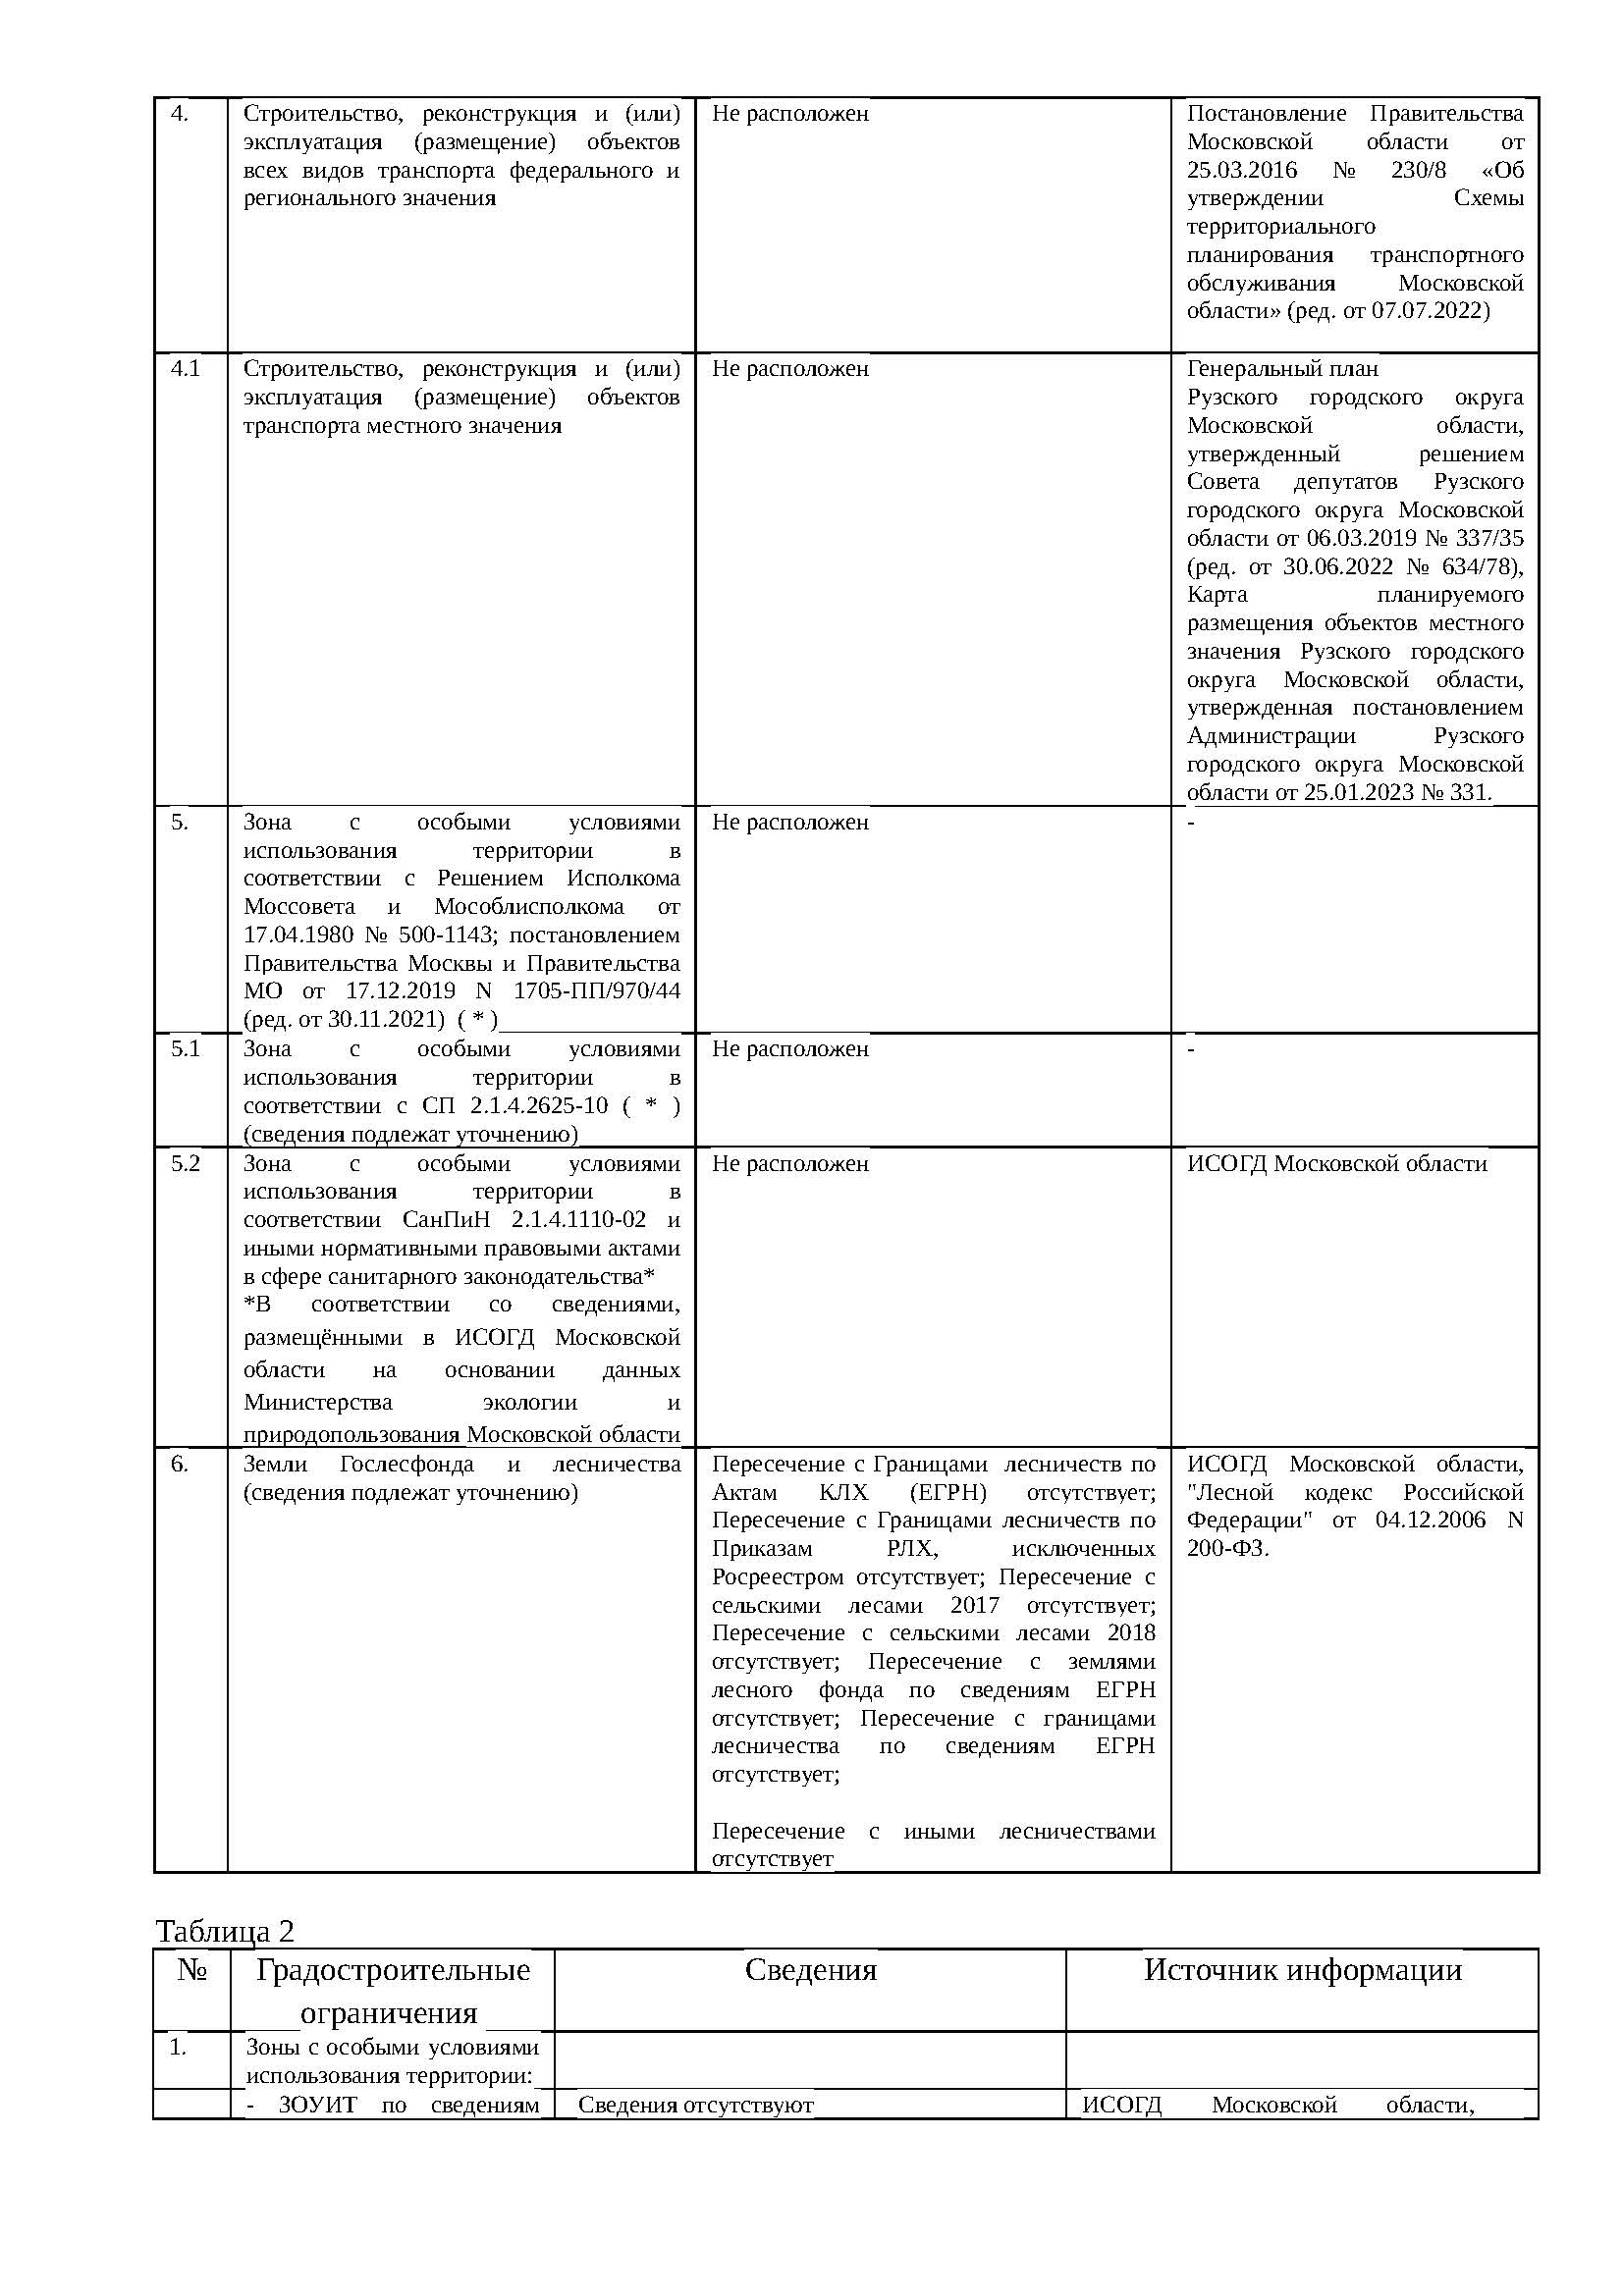 4.
Строительство, реконструкция и (или)
эксплуатация (размещение) объектов
всех видов транспорта федерального и
регионального значения
Не расположен
Постановление Правительства
Московской области от
25.03.2016 № 230/8 «Об
утверждении Схемы
территориального
планирования транспортного
обслуживания Московской
области» (ред. от 07.07.2022)
4.1
Строительство, реконструкция и (или)
эксплуатация (размещение) объектов
транспорта местного значения
Не расположен
Генеральный план
Рузского городского округа
Московской области,
утвержденный решением
Совета депутатов Рузского
городского округа Московской
области от 06.03.2019 № 337/35
(ред. от 30.06.2022 № 634/78),
Карта планируемого
размещения объектов местного
значения Рузского городского
округа Московской области,
утвержденная постановлением
Администрации Рузского
городского округа Московской
области от 25.01.2023 № 331.
5.
Зона с особыми условиями
использования территории в
соответствии с Решением Исполкома
Моссовета и Мособлисполкома от
17.04.1980 № 500-1143; постановлением
Правительства Москвы и Правительства
МО от 17.12.2019 N 1705-ПП/970/44
(ред. от 30.11.2021) ( * )
Не расположен
-
5.1
Зона с особыми условиями
использования территории в
соответствии с СП 2.1.4.2625-10 ( * )
(сведения подлежат уточнению)
Не расположен
-
5.2
Зона с особыми условиями
использования территории в
соответствии СанПиН 2.1.4.1110-02 и
иными нормативными правовыми актами
в сфере санитарного законодательства*
*В соответствии со сведениями,
размещёнными в ИСОГД Московской
области на основании данных
Министерства экологии и
природопользования Московской области
Не расположен
ИСОГД Московской области
6.
Земли Гослесфонда и лесничества
(сведения подлежат уточнению)
Пересечение с Границами лесничеств по
Актам КЛХ (ЕГРН) отсутствует;
Пересечение с Границами лесничеств по
Приказам РЛХ, исключенных
Росреестром отсутствует; Пересечение с
сельскими лесами 2017 отсутствует;
Пересечение с сельскими лесами 2018
отсутствует; Пересечение с землями
лесного фонда по сведениям ЕГРН
отсутствует; Пересечение с границами
лесничества по сведениям ЕГРН
отсутствует;
Пересечение с иными лесничествами
отсутствует
ИСОГД Московской области,
"Лесной кодекс Российской
Федерации" от 04.12.2006 N
200-ФЗ.
Таблица 2
№
Градостроительные
ограничения
Сведения
Источник информации
1.
Зоны с особыми условиями
использования территории:
- ЗОУИТ по сведениям
Сведения отсутствуют
ИСОГД Московской области,